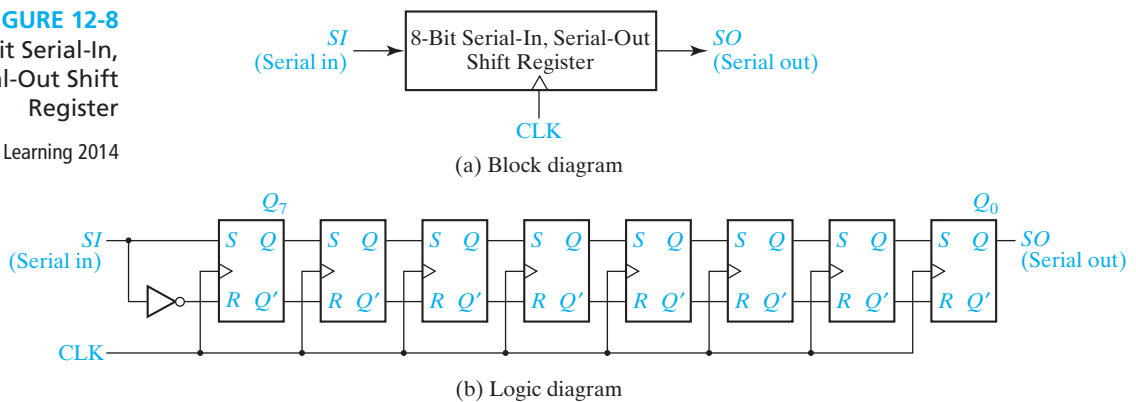 GURE 12-8
it Serial-In,
al-Out Shift
Register
Learning 2014
SI
(Serial in)
8-Bit Serial-In, Serial-Out
Shift Register
SO
(Serial out)
CLK
(a) Block diagram
Q7 Q0
SI
(Serial in)
S Q S Q S Q S Q S Q S Q S Q S Q
SO
(Serial out)
R Q′ R Q′ R Q′ R Q′ R Q′ R Q′ R Q′ R Q′
CLK
(b) Logic diagram